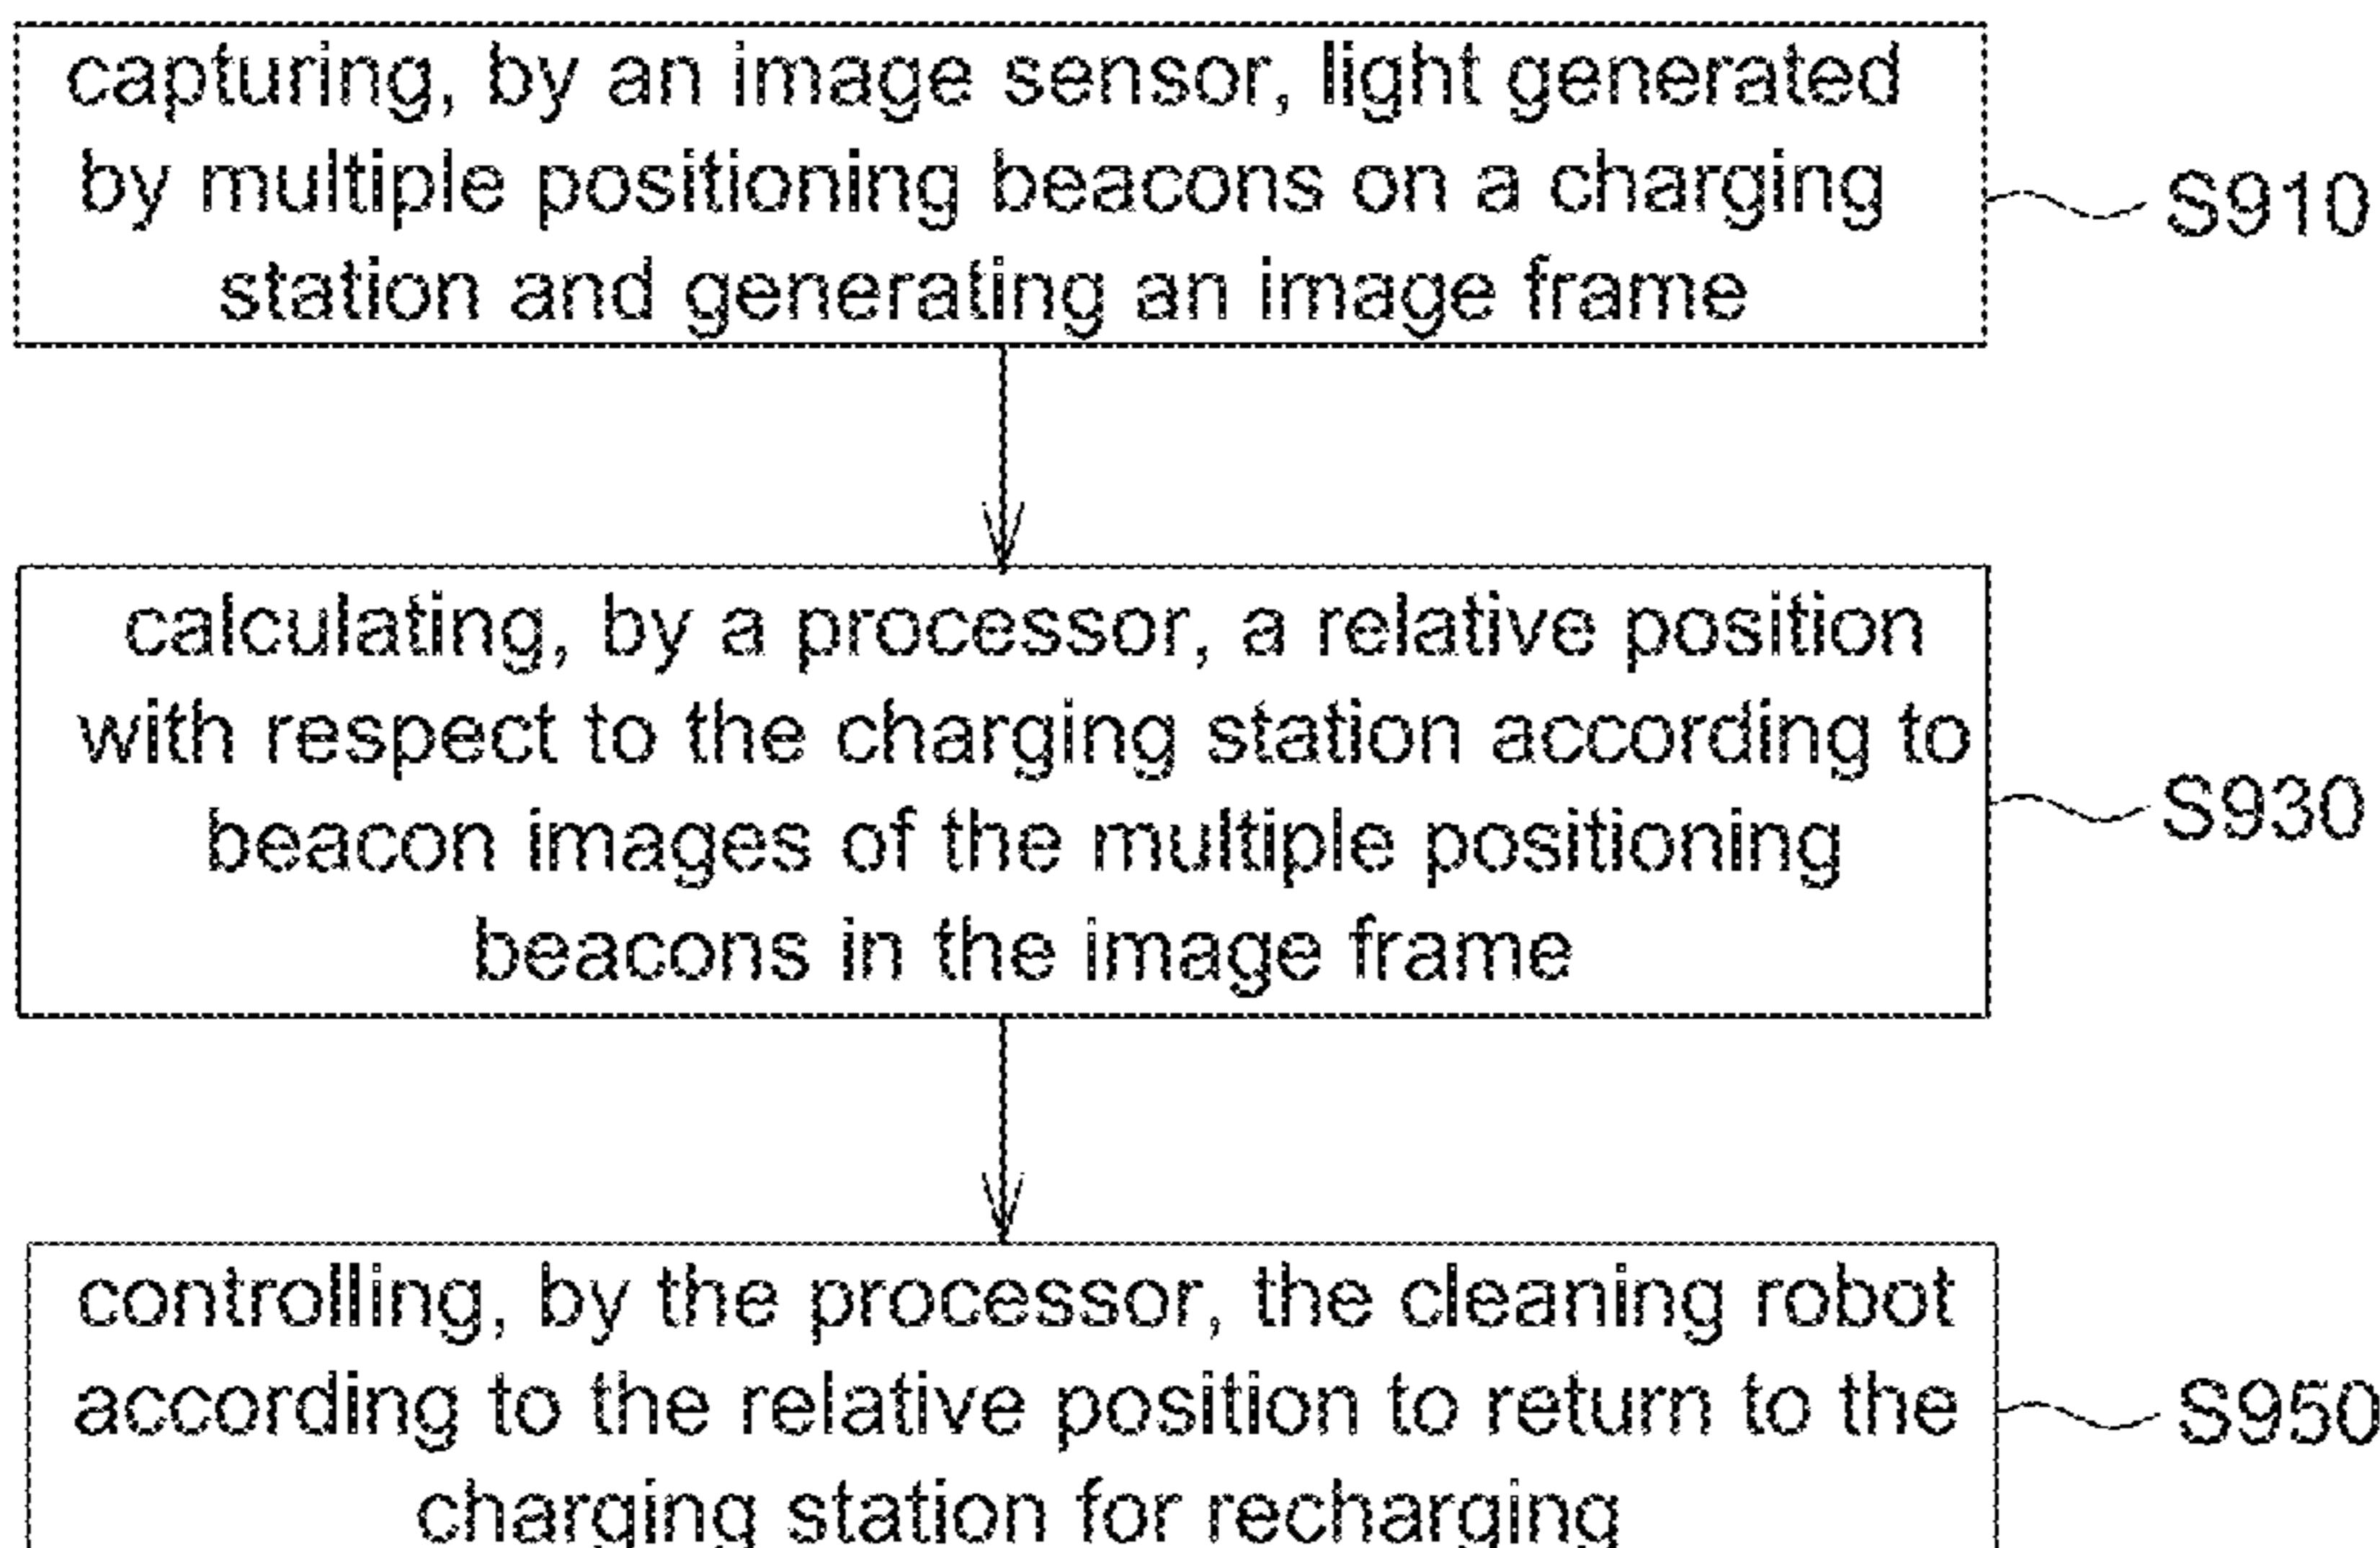 capturing, by an image sensor, light generated
by multiple positioning beacons on a charging
station and generating an image frame
S910
calculating, by a processor, a relative position
with respect to the charging station according to
beacon images of the multiple positioning
beacons in the image frame
S930
controlling, by the processor, the cleaning robot
according to the relative position to return to the
charging station for recharging
S950